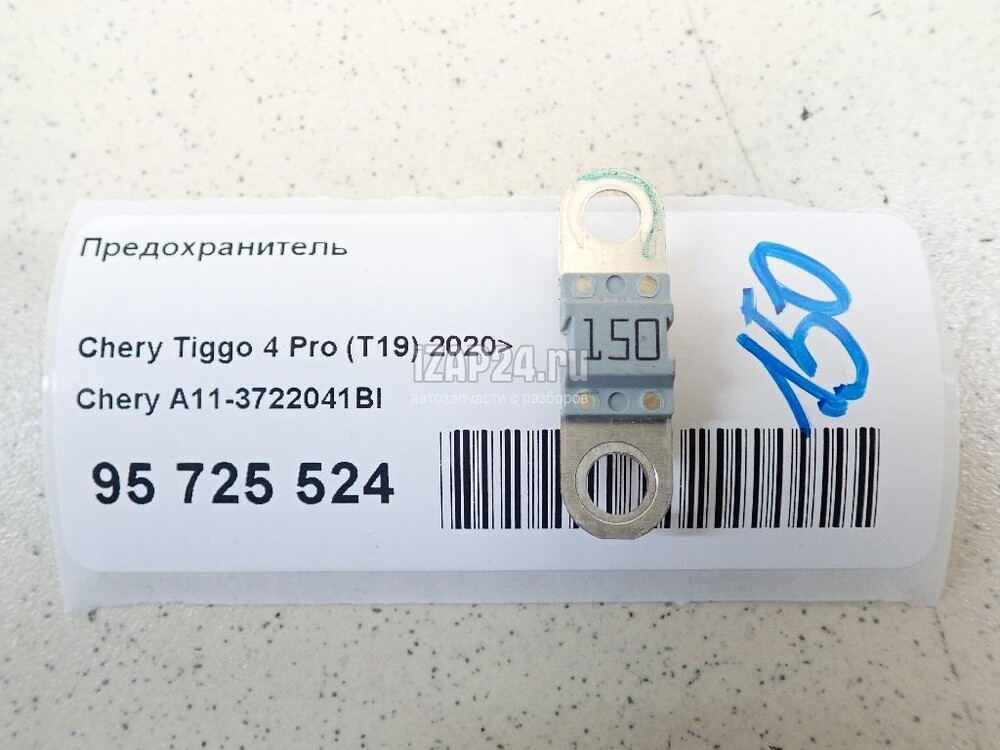 Предохранитель
Chery Tiggo 4 Pro (T19) 2020>
Chery A11-3722041BI
95 725 524
150
150
iZAP24.ru
автозапчасти с разборов